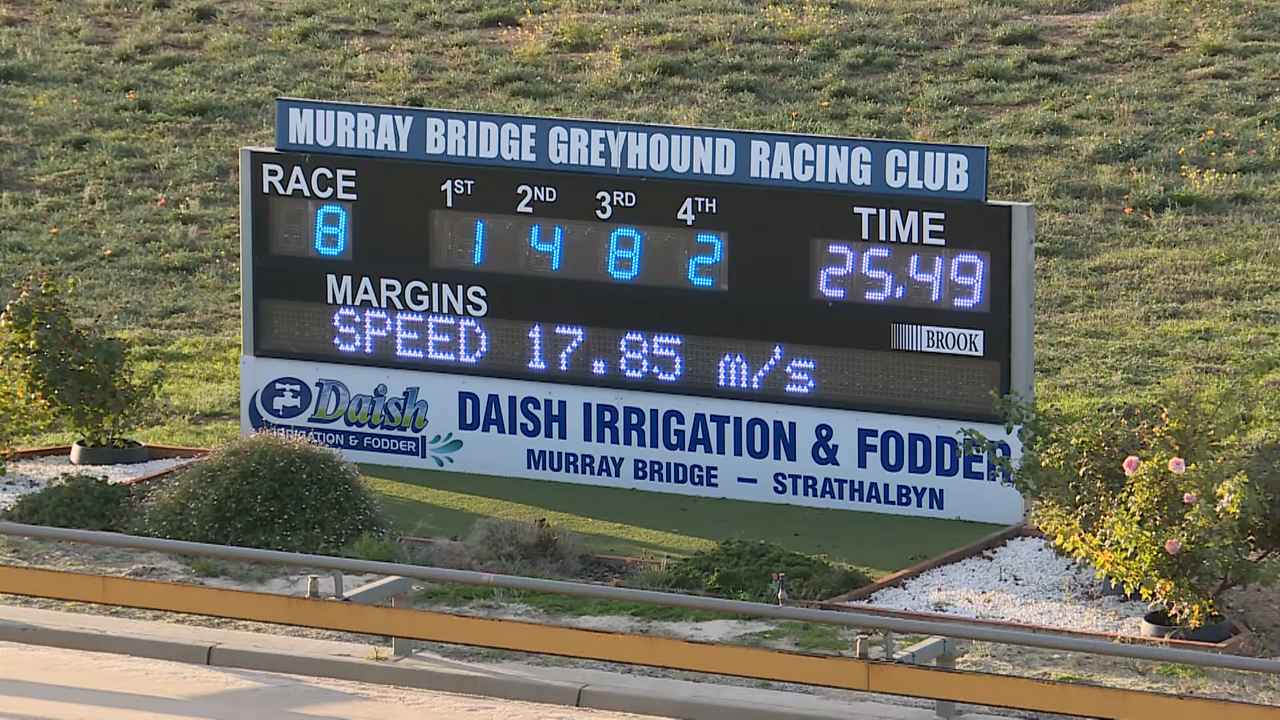 MURRAY BRIDGE GREYHOUND RACING CLUB
RACE 1ST 2ND 3RD 4TH TIME
8 1 4 8 2 25.49
MARGINS
SPEED 17.85 m/s
BROOK
Daish
IRRIGATION & FODDER
DAISH IRRIGATION & FODDER
MURRAY BRIDGE – STRATHALBYN